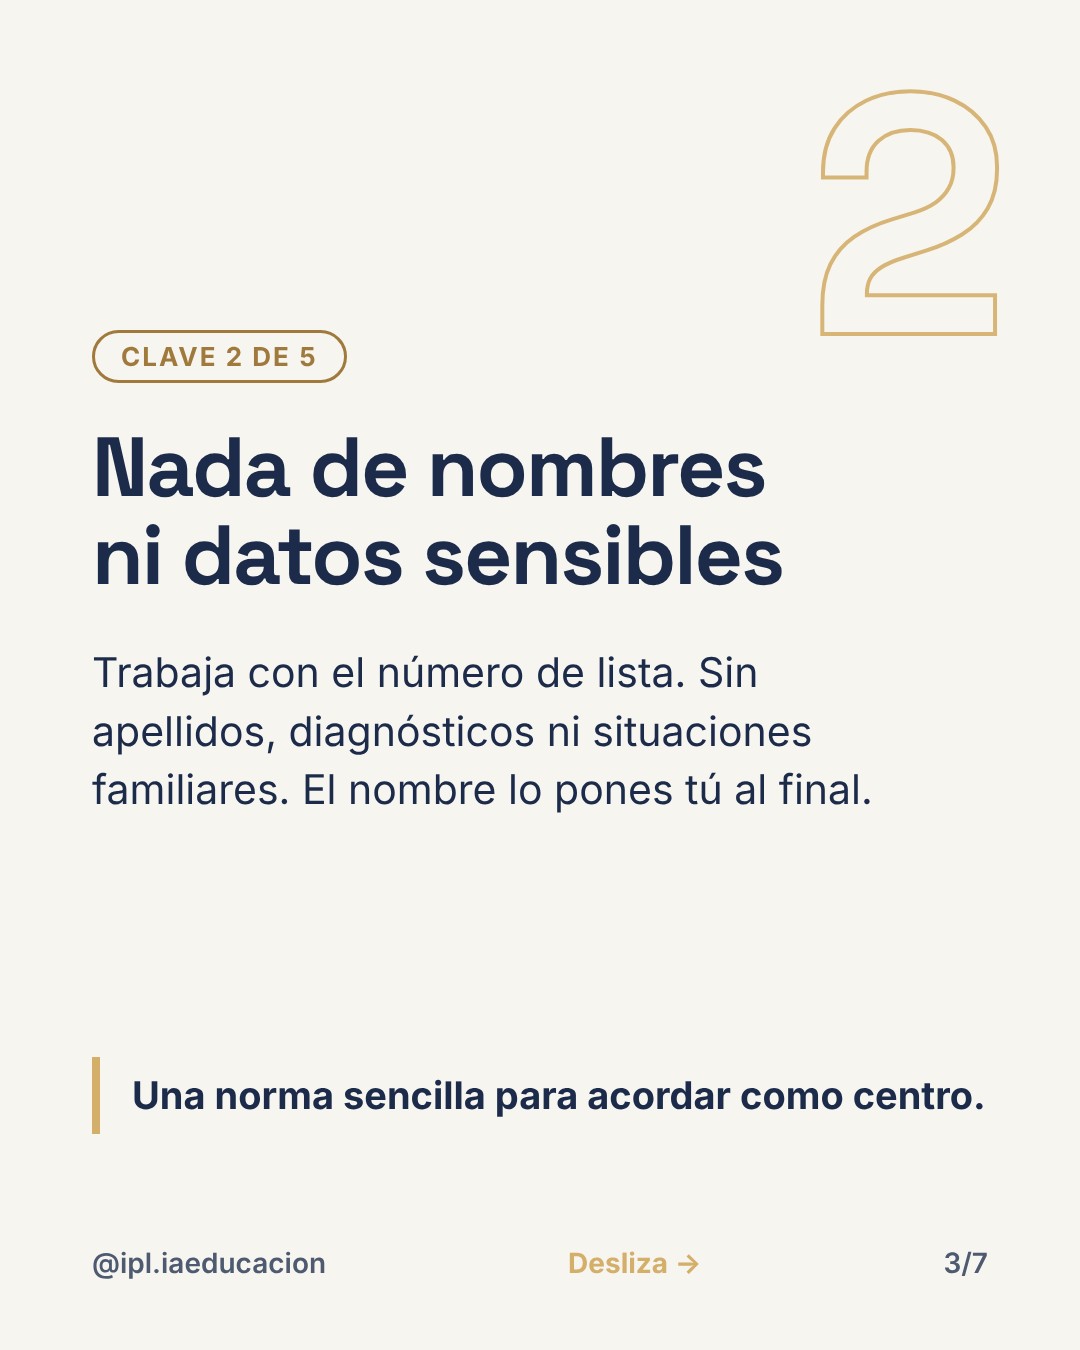 2
CLAVE 2 DE 5
Nada de nombres
ni datos sensibles
Trabaja con el número de lista. Sin
apellidos, diagnósticos ni situaciones
familiares. El nombre lo pones tú al final.
Una norma sencilla para acordar como centro.
@ipl.iaeducacion
Desliza →
3/7